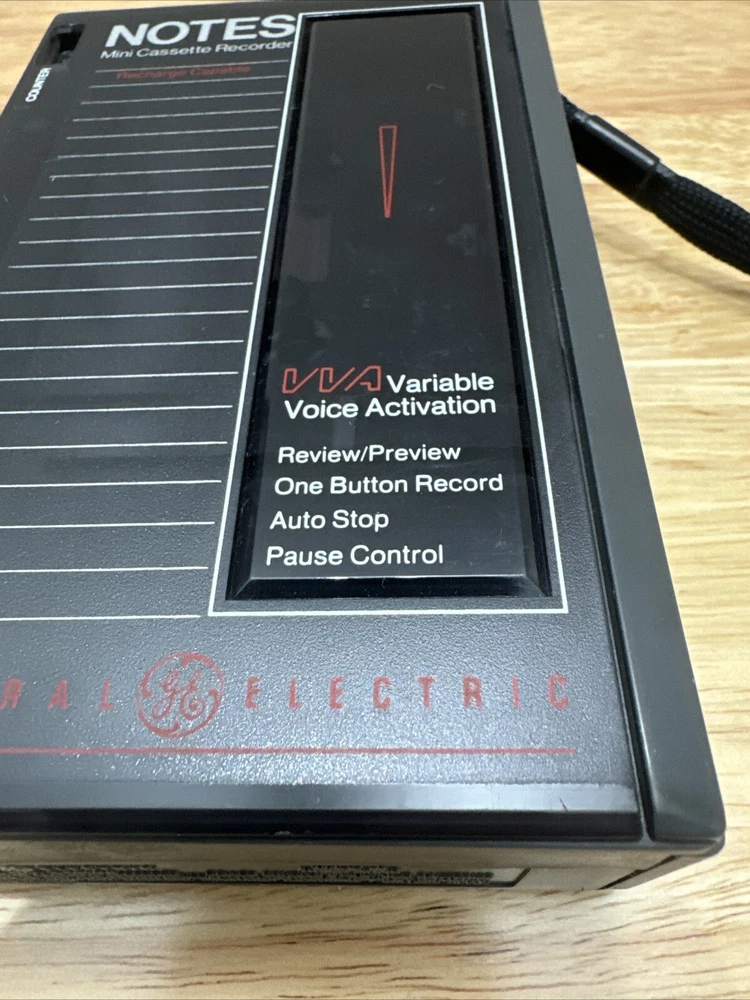 NOTES
Mini Cassette Recorder
Recharge Capable
COUNTER
VVA Variable
Voice Activation
Review/Preview
One Button Record
Auto Stop
Pause Control
RAL GE ELECTRIC